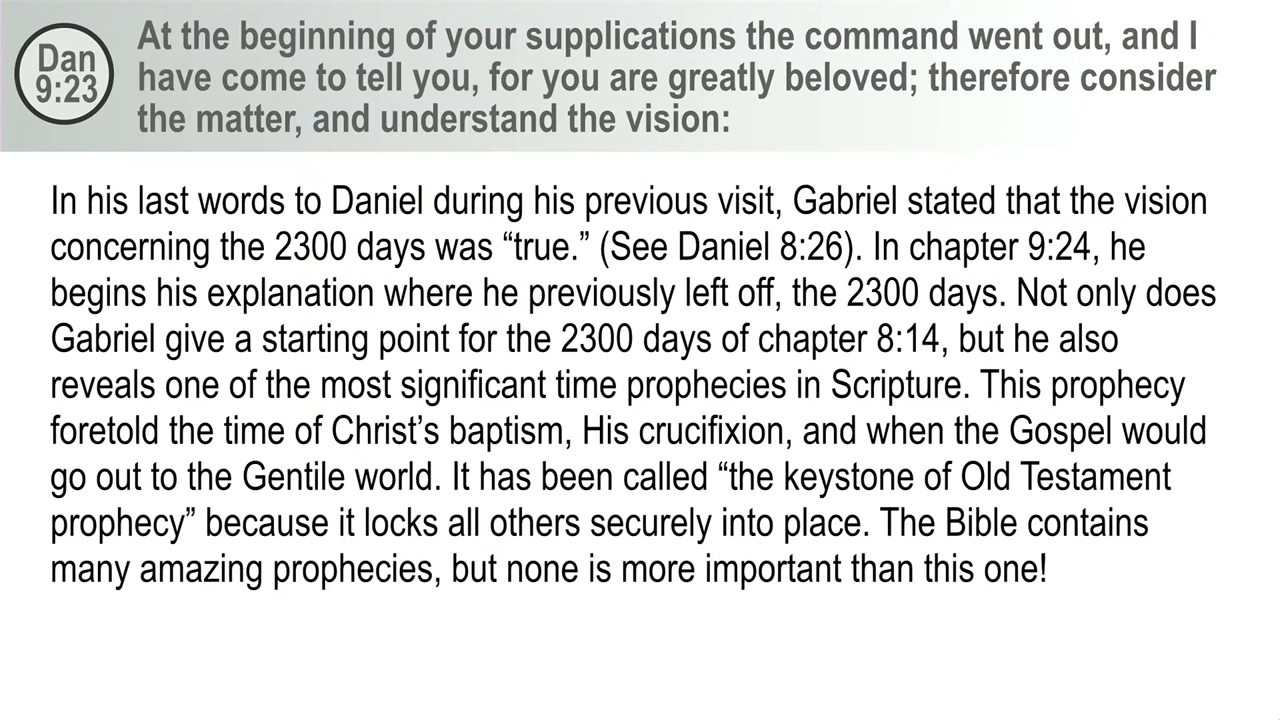 Dan
9:23
At the beginning of your supplications the command went out, and I
have come to tell you, for you are greatly beloved; therefore consider
the matter, and understand the vision:
In his last words to Daniel during his previous visit, Gabriel stated that the vision
concerning the 2300 days was “true.” (See Daniel 8:26). In chapter 9:24, he
begins his explanation where he previously left off, the 2300 days. Not only does
Gabriel give a starting point for the 2300 days of chapter 8:14, but he also
reveals one of the most significant time prophecies in Scripture. This prophecy
foretold the time of Christ’s baptism, His crucifixion, and when the Gospel would
go out to the Gentile world. It has been called “the keystone of Old Testament
prophecy” because it locks all others securely into place. The Bible contains
many amazing prophecies, but none is more important than this one!